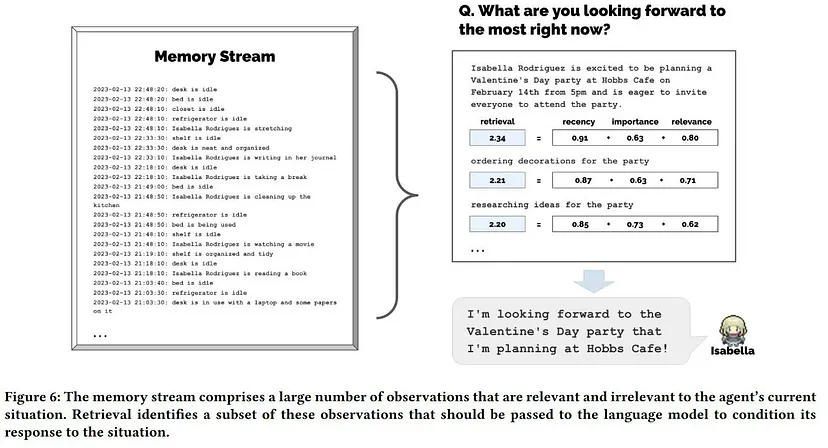 Memory Stream
2023-02-13 22:48:20: desk is idle
2023-02-13 22:48:20: bed is idle
2023-02-13 22:48:10: closet is idle
2023-02-13 22:48:10: refrigerator is idle
2023-02-13 22:48:10: Isabella Rodriguez is stretching
2023-02-13 22:33:30: shelf is idle
2023-02-13 22:33:30: desk is neat and organized
2023-02-13 22:33:10: Isabella Rodriguez is writing in her journal
2023-02-13 22:18:10: desk is idle
2023-02-13 22:18:10: Isabella Rodriguez is taking a break
2023-02-13 21:49:00: bed is idle
2023-02-13 21:48:50: Isabella Rodriguez is cleaning up the
kitchen
2023-02-13 21:48:50: refrigerator is idle
2023-02-13 21:48:50: bed is being used
2023-02-13 21:48:10: shelf is idle
2023-02-13 21:48:10: Isabella Rodriguez is watching a movie
2023-02-13 21:19:10: shelf is organized and tidy
2023-02-13 21:18:10: desk is idle
2023-02-13 21:18:10: Isabella Rodriguez is reading a book
2023-02-13 21:03:40: bed is idle
2023-02-13 21:03:30: refrigerator is idle
2023-02-13 21:03:30: desk is in use with a laptop and some papers
on it
...
Q. What are you looking forward to
the most right now?
Isabella Rodriguez is excited to be planning a
Valentine's Day party at Hobbs Cafe on
February 14th from 5pm and is eager to invite
everyone to attend the party.
retrieval recency importance relevance
2.34 = 0.91 + 0.63 + 0.80
ordering decorations for the party
2.21 = 0.87 + 0.63 + 0.71
researching ideas for the party
2.20 = 0.85 + 0.73 + 0.62
...
I'm looking forward to the
Valentine's Day party that
I'm planning at Hobbs Cafe!
Isabella
Figure 6: The memory stream comprises a large number of observations that are relevant and irrelevant to the agent's current
situation. Retrieval identifies a subset of these observations that should be passed to the language model to condition its
response to the situation.